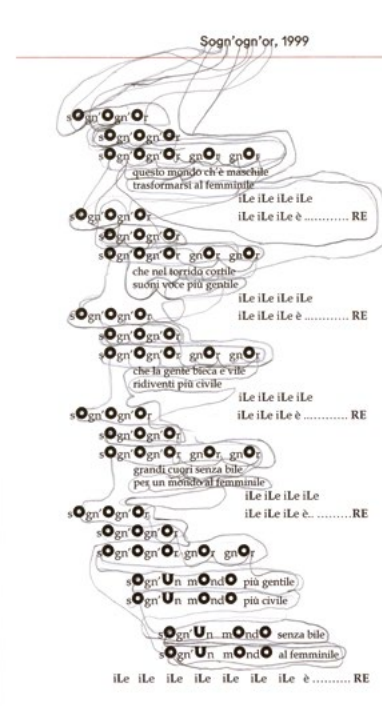 Sogn'ogn'or, 1999
sOgn'Ogn'Or
sOgn'Ogn'Or
sOgn'Ogn'Or gnOr gnOr
questo mondo ch'è maschile
trasformarsi al femminile
iLe iLe iLe iLe
iLe iLe iLe è ............ RE
sOgn'Ogn'Or
sOgn'Ogn'Or
sOgn'Ogn'Or gnOr gnOr
che nel torrido cortile
suoni voce più gentile
iLe iLe iLe iLe
iLe iLe iLe è ............ RE
sOgn'Ogn'Or
sOgn'Ogn'Or
sOgn'Ogn'Or gnOr gnOr
che la gente bieca e vile
ridiventi più civile
iLe iLe iLe iLe
iLe iLe iLe è ............ RE
sOgn'Ogn'Or
sOgn'Ogn'Or
sOgn'Ogn'Or gnOr gnOr
grandi cuori senza bile
per un mondo al femminile
iLe iLe iLe iLe
iLe iLe iLe è.. .......... RE
sOgn'Ogn'Or
sOgn'Ogn'Or
sOgn'Ogn'Or gnOr gnOr
sOgn'Un mOndO più gentile
sOgn'Un mOndO più civile
sOgn'Un mOndO senza bile
sOgn'Un mOndO al femminile
iLe iLe iLe iLe iLe iLe iLe è .......... RE